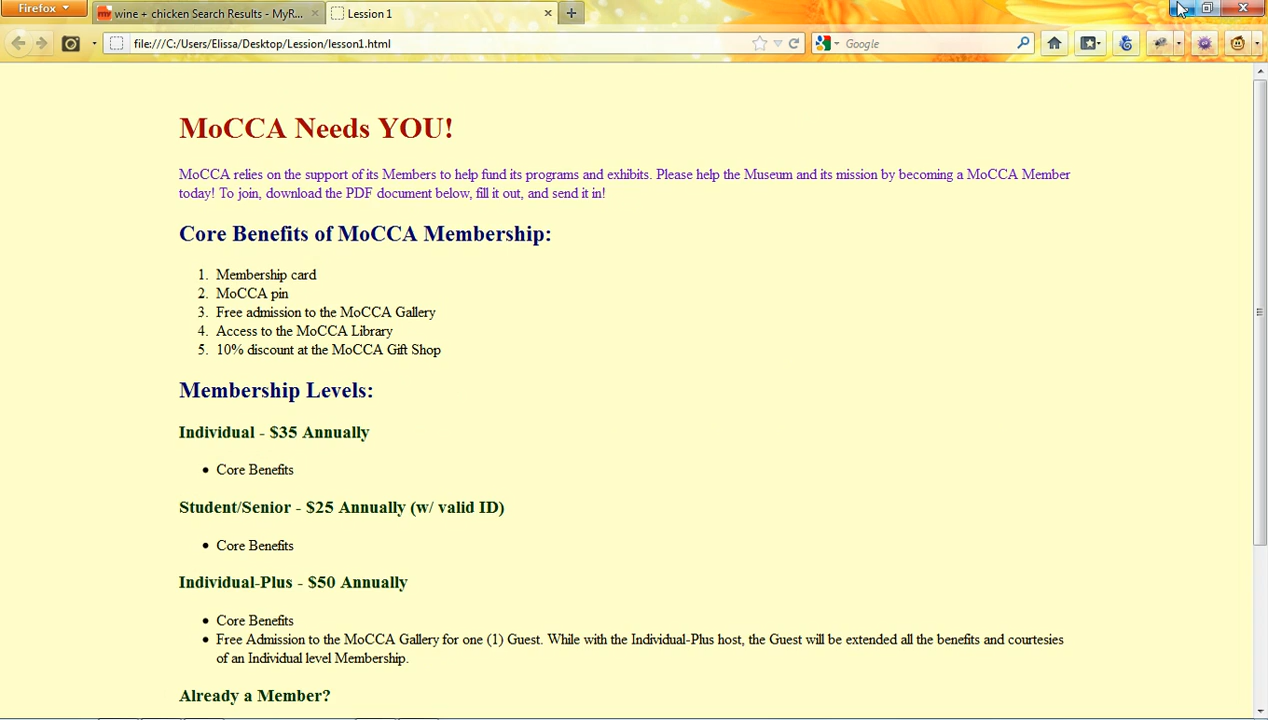 Firefox
wine + chicken Search Results - MyR...
Lession 1
file:///C:/Users/Elissa/Desktop/Lession/lesson1.html
Google
MoCCA Needs YOU!
MoCCA relies on the support of its Members to help fund its programs and exhibits. Please help the Museum and its mission by becoming a MoCCA Member
today! To join, download the PDF document below, fill it out, and send it in!
Core Benefits of MoCCA Membership:
1. Membership card
2. MoCCA pin
3. Free admission to the MoCCA Gallery
4. Access to the MoCCA Library
5. 10% discount at the MoCCA Gift Shop
Membership Levels:
Individual - $35 Annually
• Core Benefits
Student/Senior - $25 Annually (w/ valid ID)
• Core Benefits
Individual-Plus - $50 Annually
• Core Benefits
• Free Admission to the MoCCA Gallery for one (1) Guest. While with the Individual-Plus host, the Guest will be extended all the benefits and courtesies
of an Individual level Membership.
Already a Member?